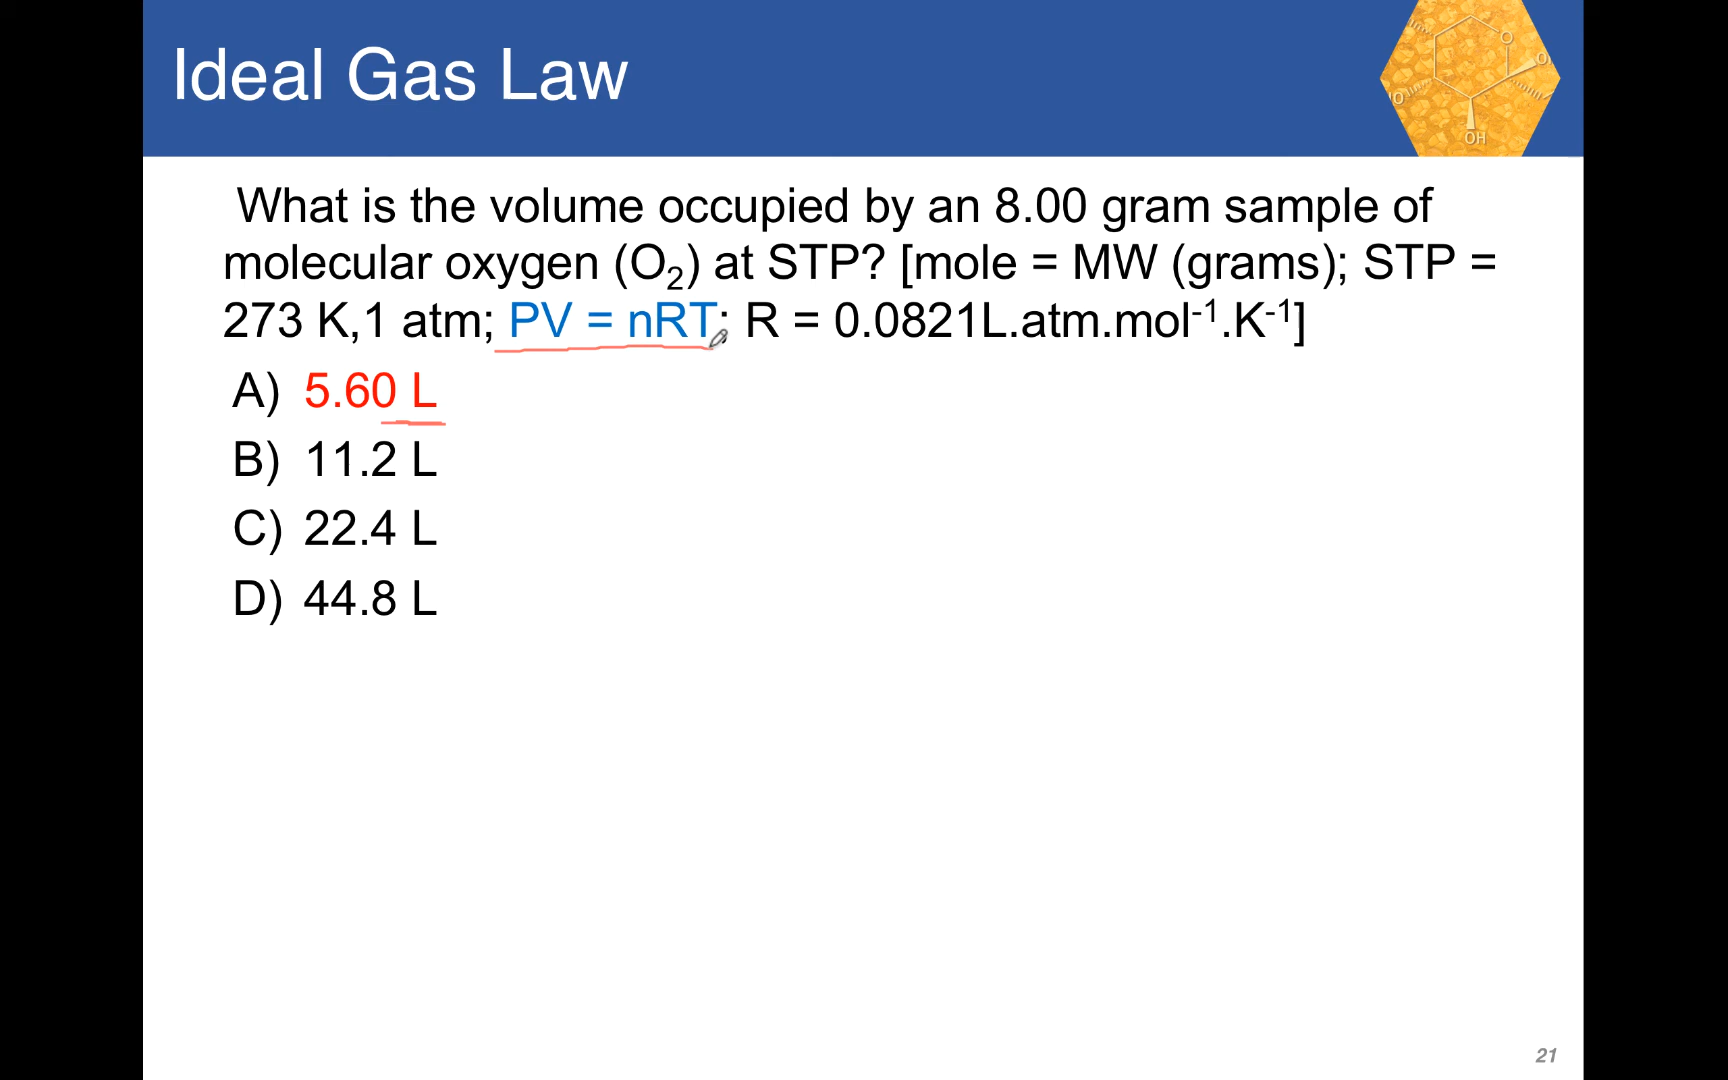 Ideal Gas Law
O
O
IO
OH
What is the volume occupied by an 8.00 gram sample of
molecular oxygen (O₂) at STP? [mole = MW (grams); STP =
273 K,1 atm; PV = nRT; R = 0.0821L.atm.mol⁻¹.K⁻¹]
A) 5.60 L
B) 11.2 L
C) 22.4 L
D) 44.8 L
21